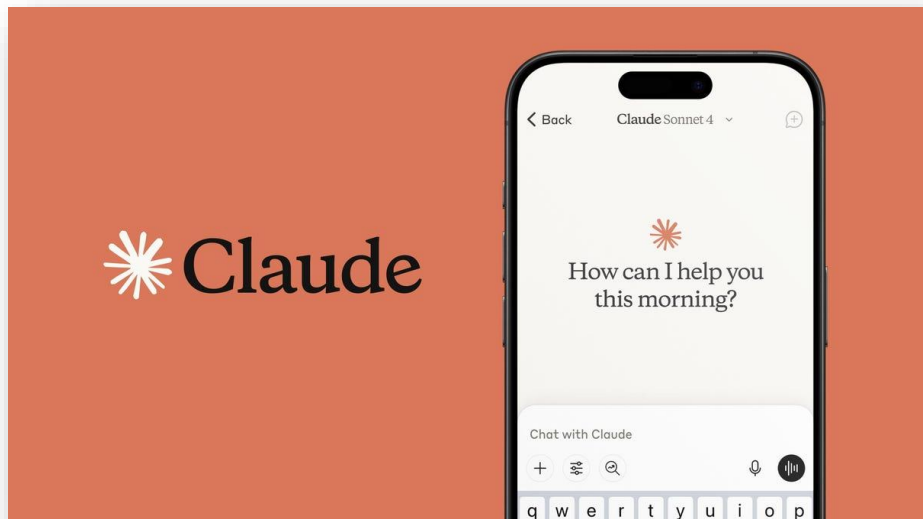 Claude
Back
Claude Sonnet 4
How can I help you
this morning?
Chat with Claude
q w e r t y u i o p